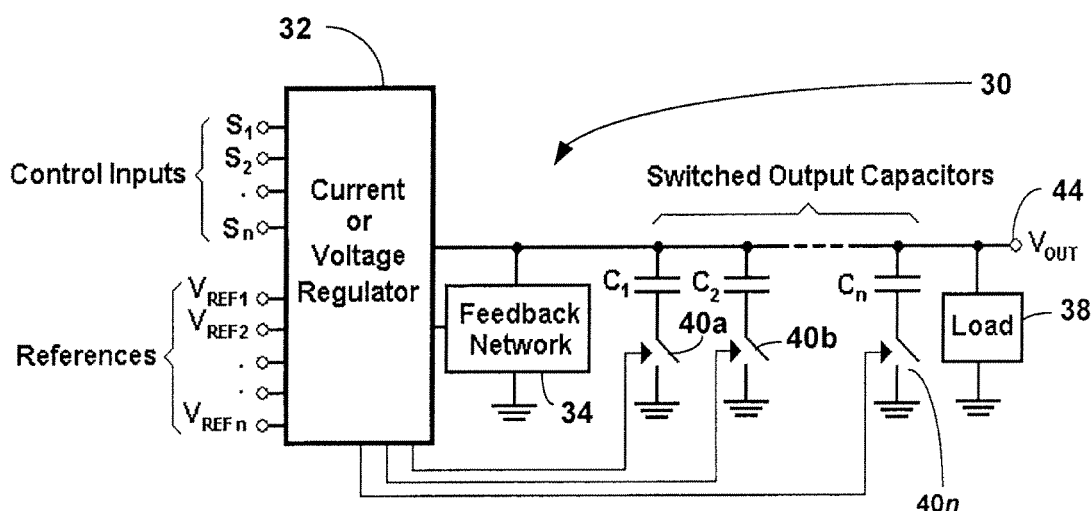 32
30
Control Inputs
S1
S2
.
Sn
Current
or
Voltage
Regulator
Switched Output Capacitors
44
VOUT
C1
C2
Cn
References
VREF1
VREF2
.
.
VREFn
Feedback
Network
34
40a
40b
40n
Load
38